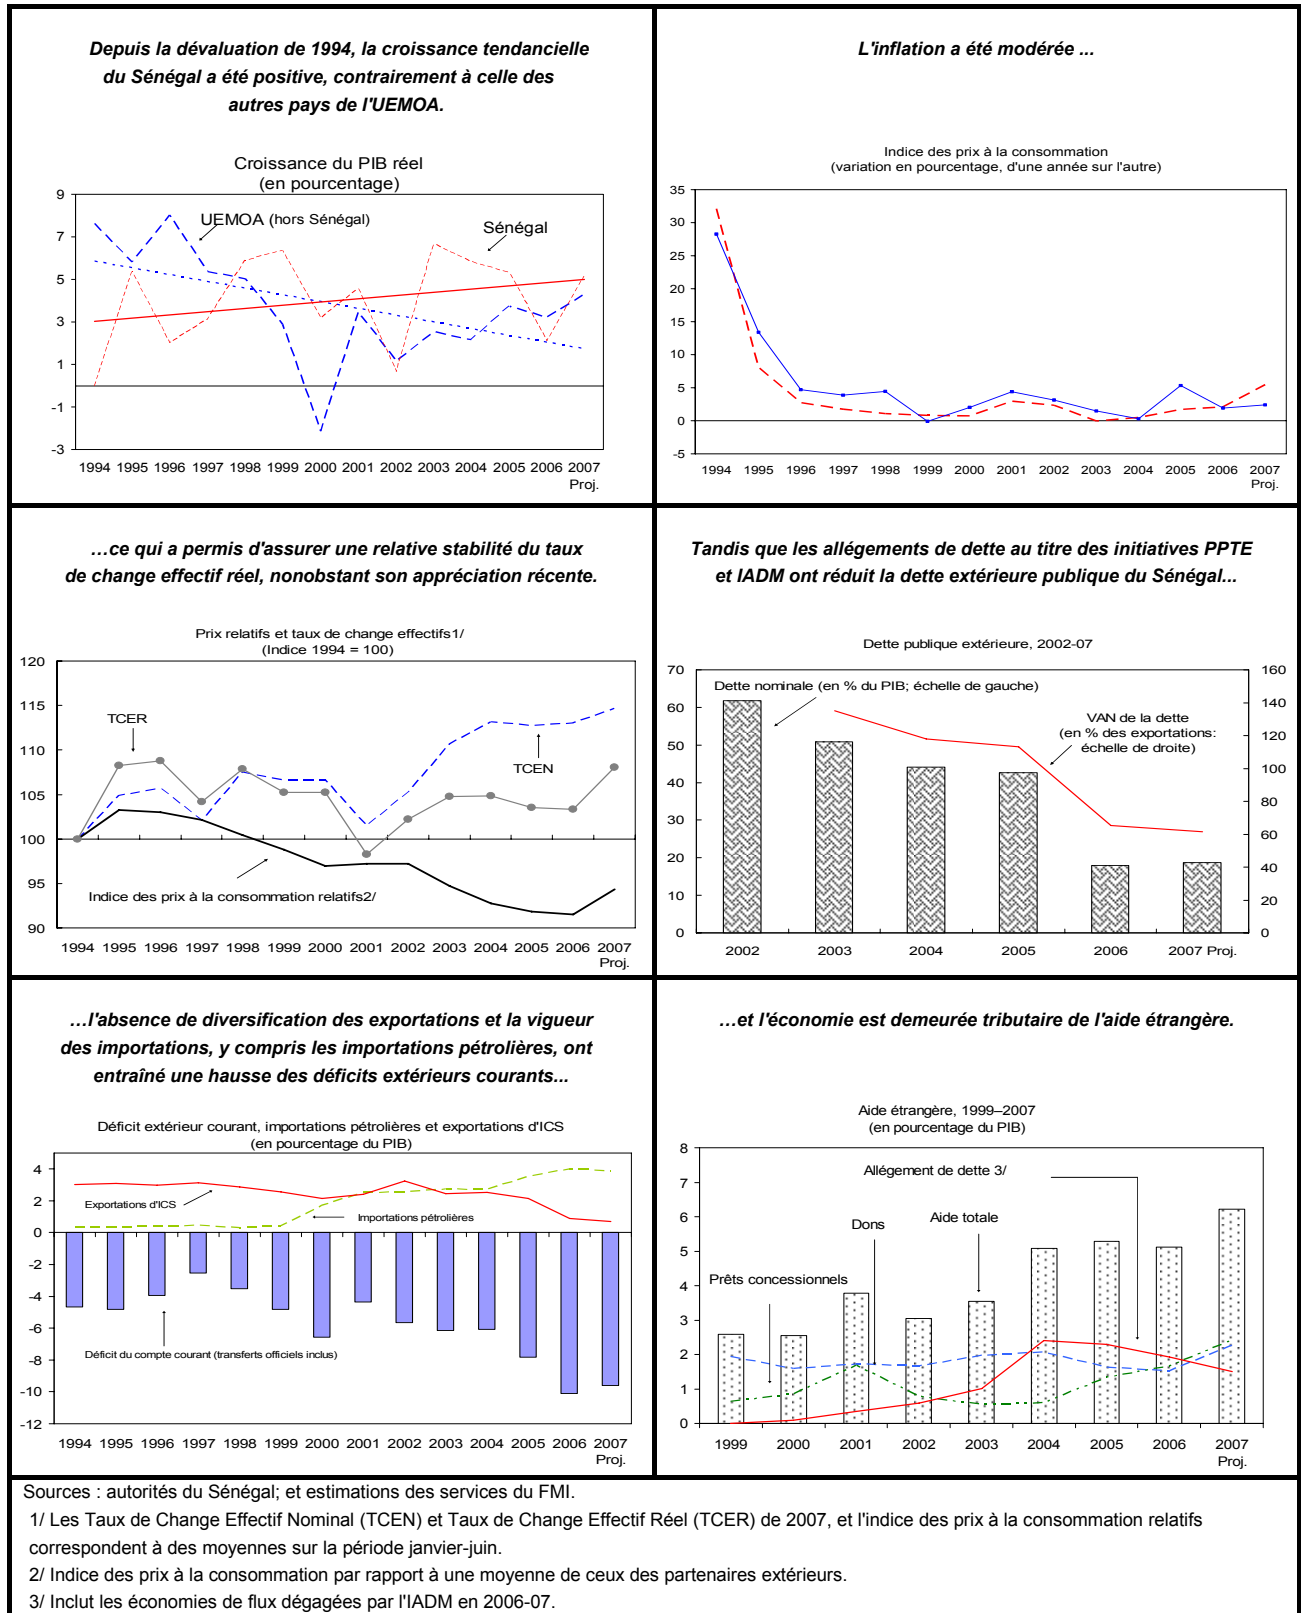 Depuis la dévaluation de 1994, la croissance tendancielle
du Sénégal a été positive, contrairement à celle des
autres pays de l'UEMOA.
Croissance du PIB réel
(en pourcentage)
9
7
5
3
1
-1
-3
UEMOA (hors Sénégal)
Sénégal
1994 1995 1996 1997 1998 1999 2000 2001 2002 2003 2004 2005 2006 2007
Proj.
L'inflation a été modérée ...
Indice des prix à la consommation
(variation en pourcentage, d'une année sur l'autre)
35
30
25
20
15
10
5
0
-5
1994 1995 1996 1997 1998 1999 2000 2001 2002 2003 2004 2005 2006 2007
Proj.
…ce qui a permis d'assurer une relative stabilité du taux
de change effectif réel, nonobstant son appréciation récente.
Prix relatifs et taux de change effectifs1/
(Indice 1994 = 100)
120
115
110
105
100
95
90
TCER
TCEN
Indice des prix à la consommation relatifs2/
1994 1995 1996 1997 1998 1999 2000 2001 2002 2003 2004 2005 2006 2007
Proj.
Tandis que les allégements de dette au titre des initiatives PPTE
et IADM ont réduit la dette extérieure publique du Sénégal...
Dette publique extérieure, 2002-07
70
60
50
40
30
20
10
0
Dette nominale (en % du PIB; échelle de gauche)
VAN de la dette
(en % des exportations:
échelle de droite)
160
140
120
100
80
60
40
20
0
2002 2003 2004 2005 2006 2007 Proj.
…l'absence de diversification des exportations et la vigueur
des importations, y compris les importations pétrolières, ont
entraîné une hausse des déficits extérieurs courants...
Déficit extérieur courant, importations pétrolières et exportations d'ICS
(en pourcentage du PIB)
4
2
0
-2
-4
-6
-8
-10
-12
Exportations d'ICS
Importations pétrolières
Déficit du compte courant (transferts officiels inclus)
1994 1995 1996 1997 1998 1999 2000 2001 2002 2003 2004 2005 2006 2007
Proj.
…et l'économie est demeurée tributaire de l'aide étrangère.
Aide étrangère, 1999–2007
(en pourcentage du PIB)
8
7
6
5
4
3
2
1
0
Allégement de dette 3/
Dons
Aide totale
Prêts concessionnels
1999 2000 2001 2002 2003 2004 2005 2006 2007
Proj.
Sources : autorités du Sénégal; et estimations des services du FMI.
1/ Les Taux de Change Effectif Nominal (TCEN) et Taux de Change Effectif Réel (TCER) de 2007, et l'indice des prix à la consommation relatifs
correspondent à des moyennes sur la période janvier-juin.
2/ Indice des prix à la consommation par rapport à une moyenne de ceux des partenaires extérieurs.
3/ Inclut les économies de flux dégagées par l'IADM en 2006-07.